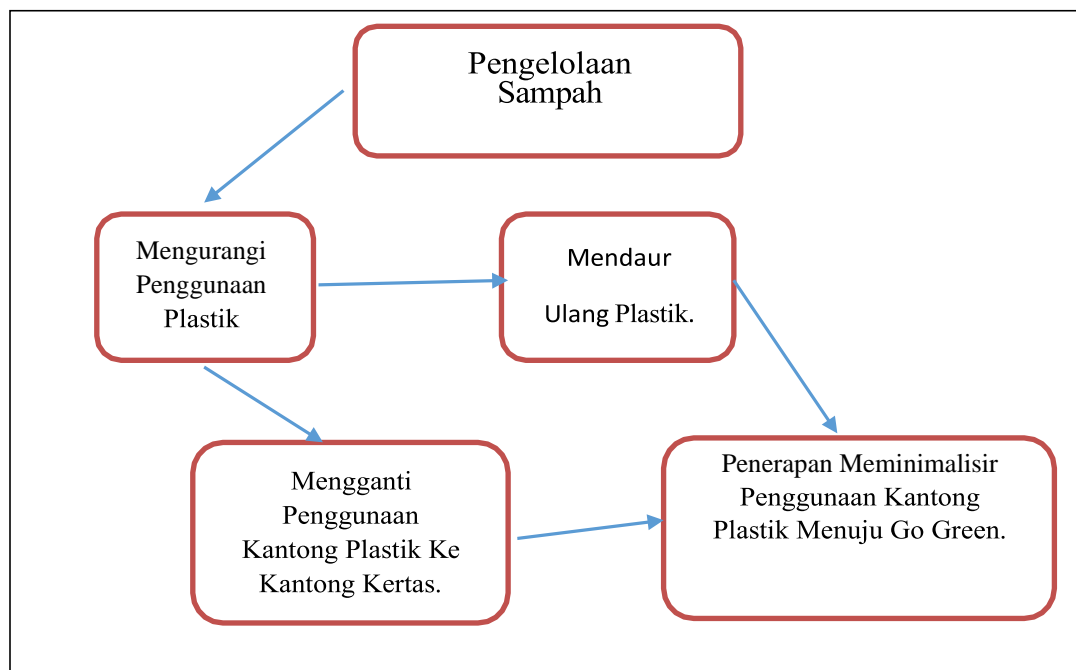 Pengelolaan
Sampah
Mengurangi
Penggunaan
Plastik
Mendaur
Ulang Plastik.
Mengganti
Penggunaan
Kantong Plastik Ke
Kantong Kertas.
Penerapan Meminimalisir
Penggunaan Kantong
Plastik Menuju Go Green.